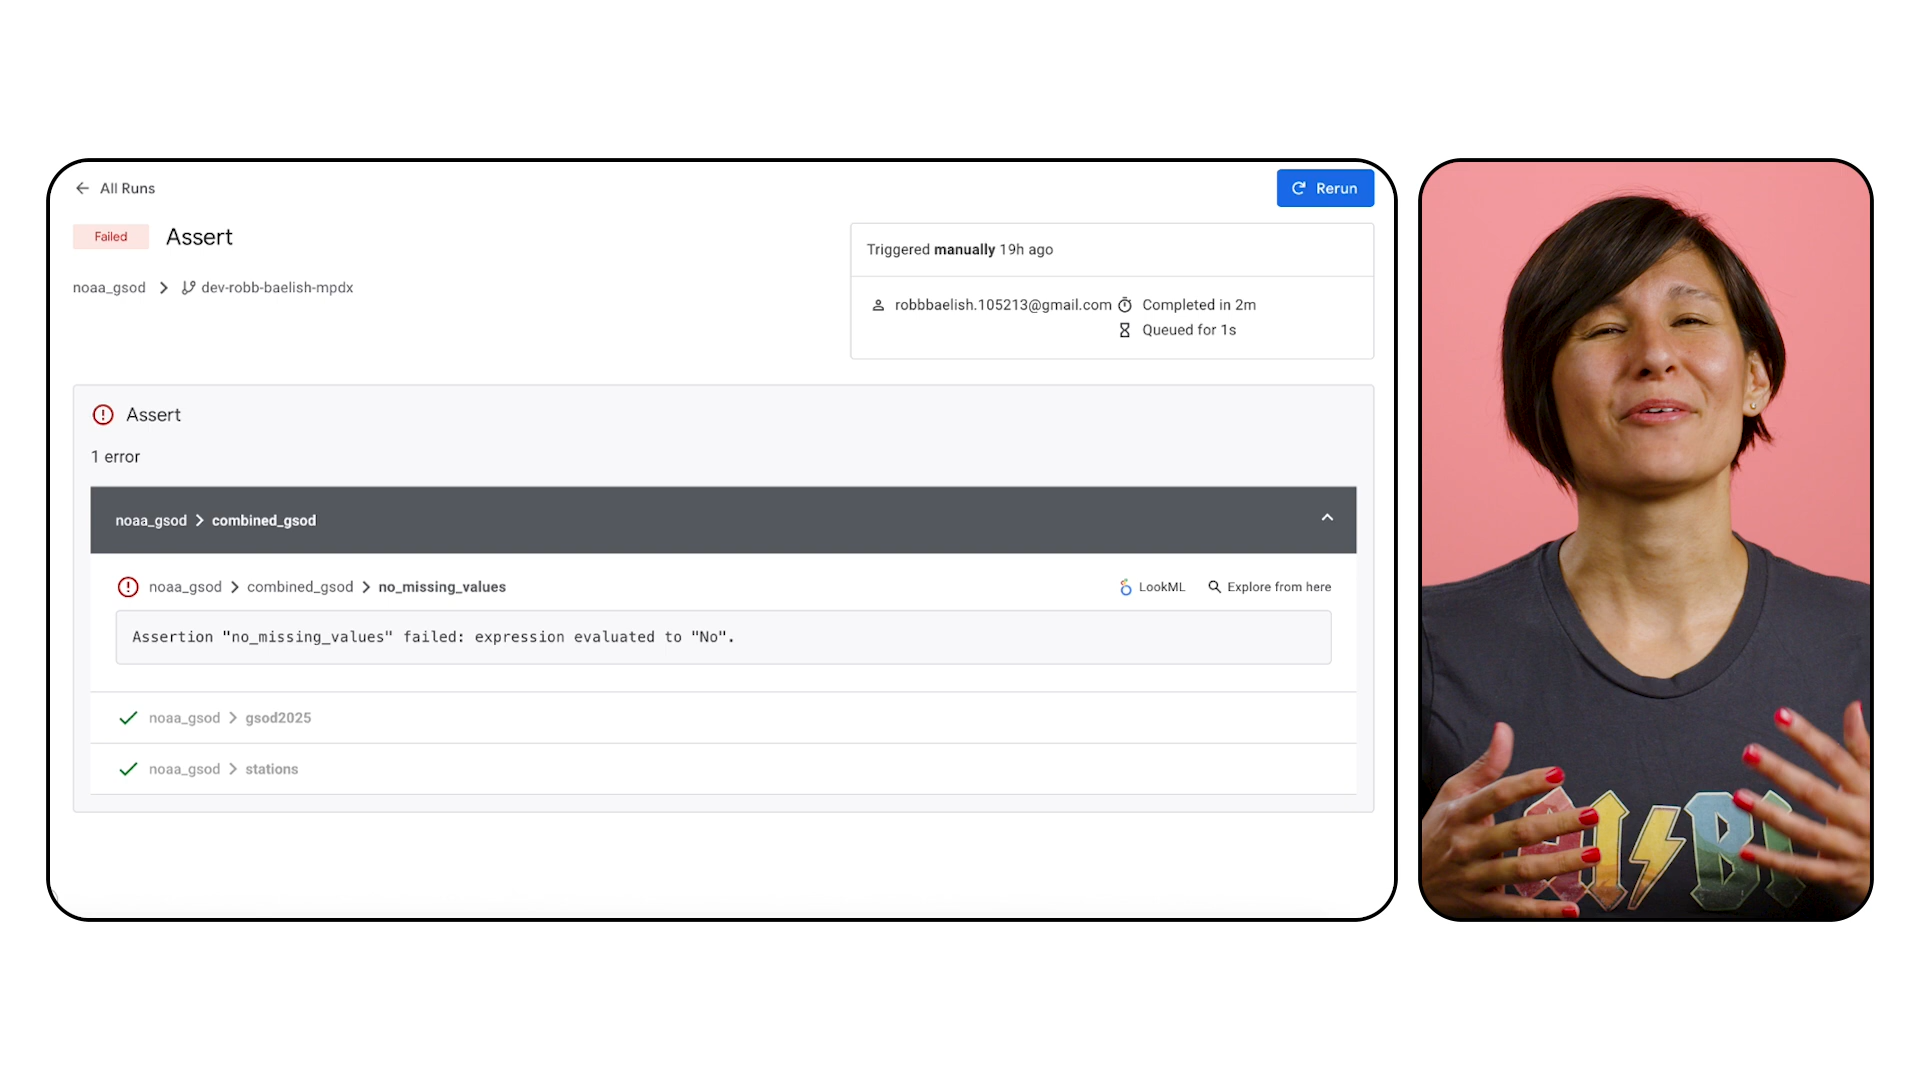 All Runs
Rerun
Failed
Assert
Triggered manually 19h ago
noaa_gsod > dev-robb-baelish-mpdx
robbbaelish.105213@gmail.com
Completed in 2m
Queued for 1s
Assert
1 error
noaa_gsod > combined_gsod
noaa_gsod > combined_gsod > no_missing_values
LookML
Explore from here
Assertion "no_missing_values" failed: expression evaluated to "No".
noaa_gsod > gsod2025
noaa_gsod > stations
AI BI